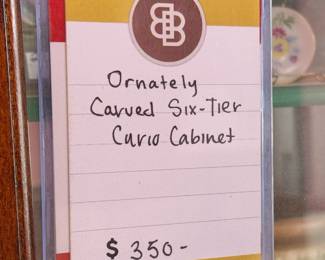 B B
Ornately
Carved Six-Tier
Curio Cabinet
$350-